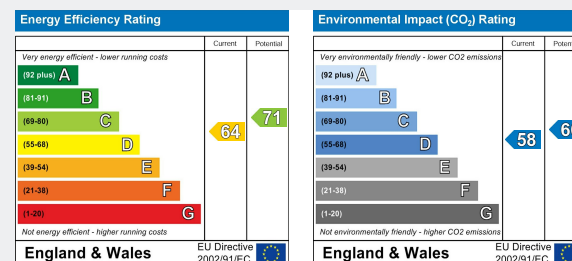 Energy Efficiency Rating
Current Potential
Very energy efficient - lower running costs
(92 plus) A
(81-91) B
(69-80) C
(55-68) D
(39-54) E
(21-38) F
(1-20) G
64
71
Not energy efficient - higher running costs
England & Wales
EU Directive
2002/91/EC
Environmental Impact (CO₂) Rating
Current
Very environmentally friendly - lower CO2 emissions
(92 plus) A
(81-91) B
(69-80) C
(55-68) D
(39-54) E
(21-38) F
(1-20) G
58
Not environmentally friendly - higher CO2 emissions
England & Wales
EU Directive
2002/91/EC